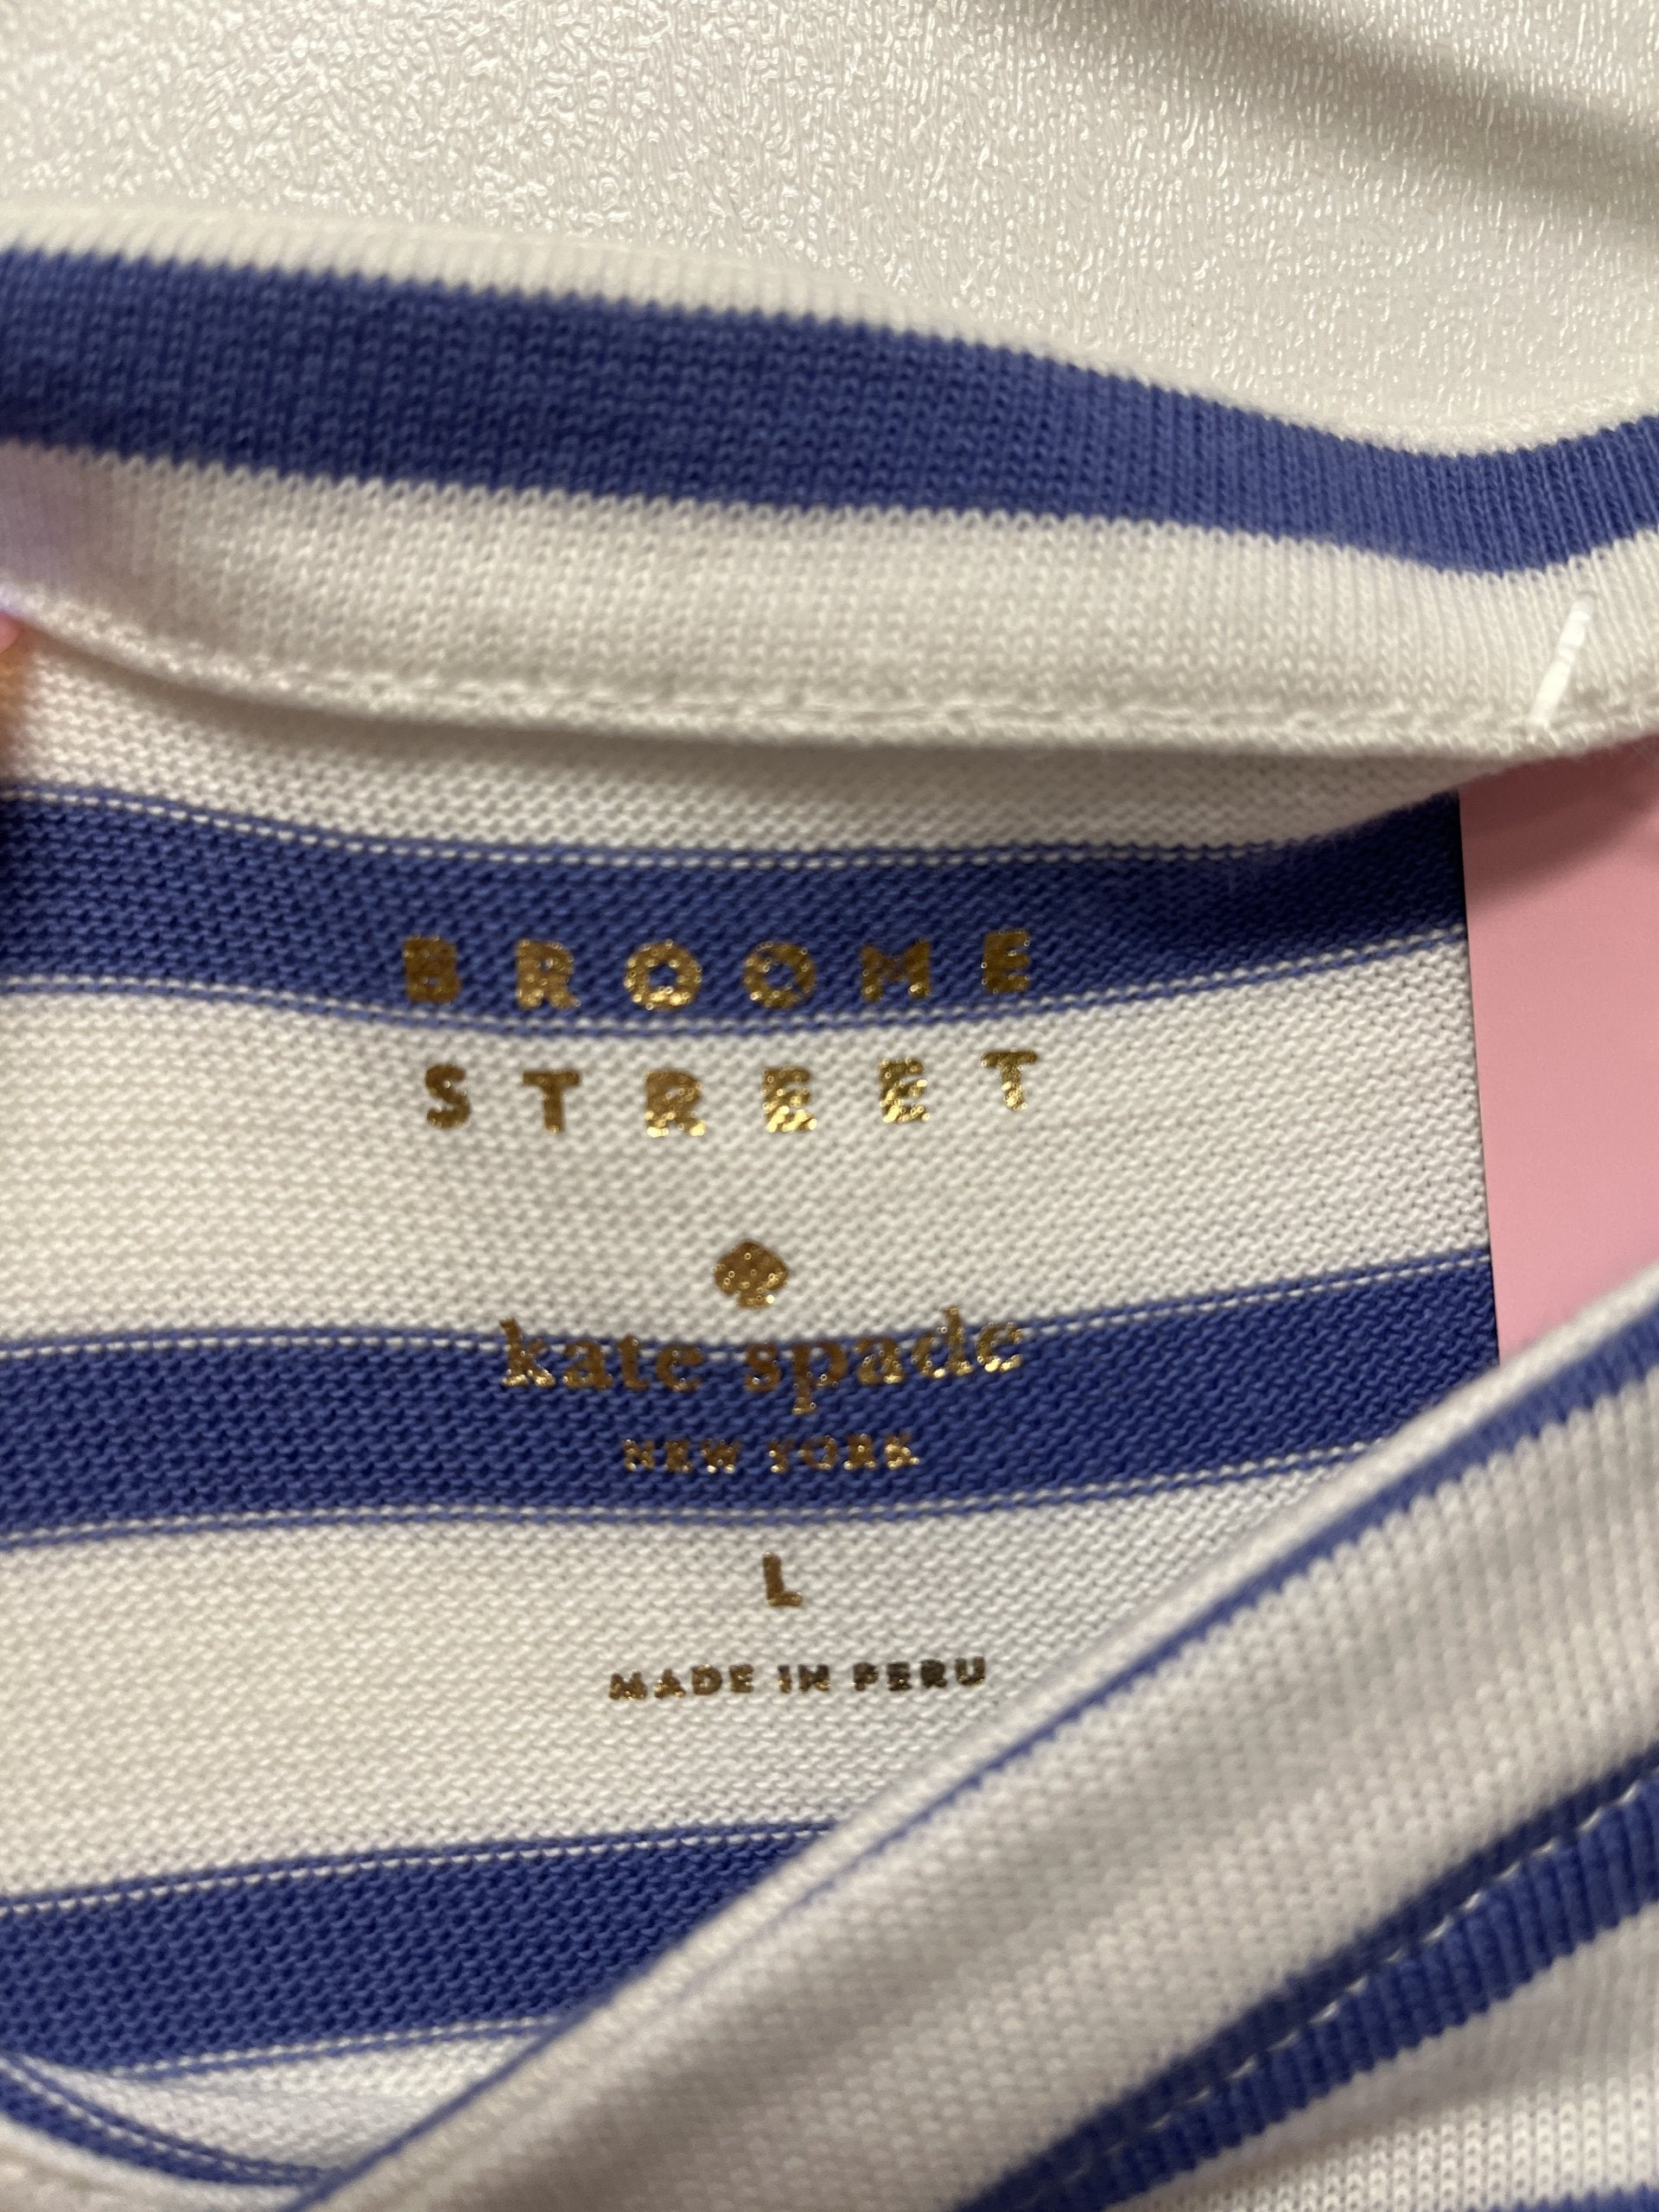 BROOME
STREET
kate spade
NEW YORK
L
MADE IN PERU